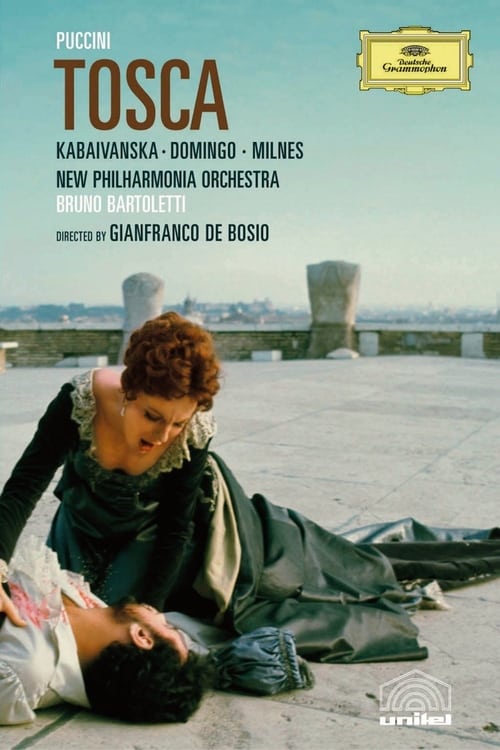 PUCCINI
Deutsche
Grammophon
TOSCA
KABAIVANSKA · DOMINGO · MILNES
NEW PHILHARMONIA ORCHESTRA
BRUNO BARTOLETTI
DIRECTED BY GIANFRANCO DE BOSIO
unitel